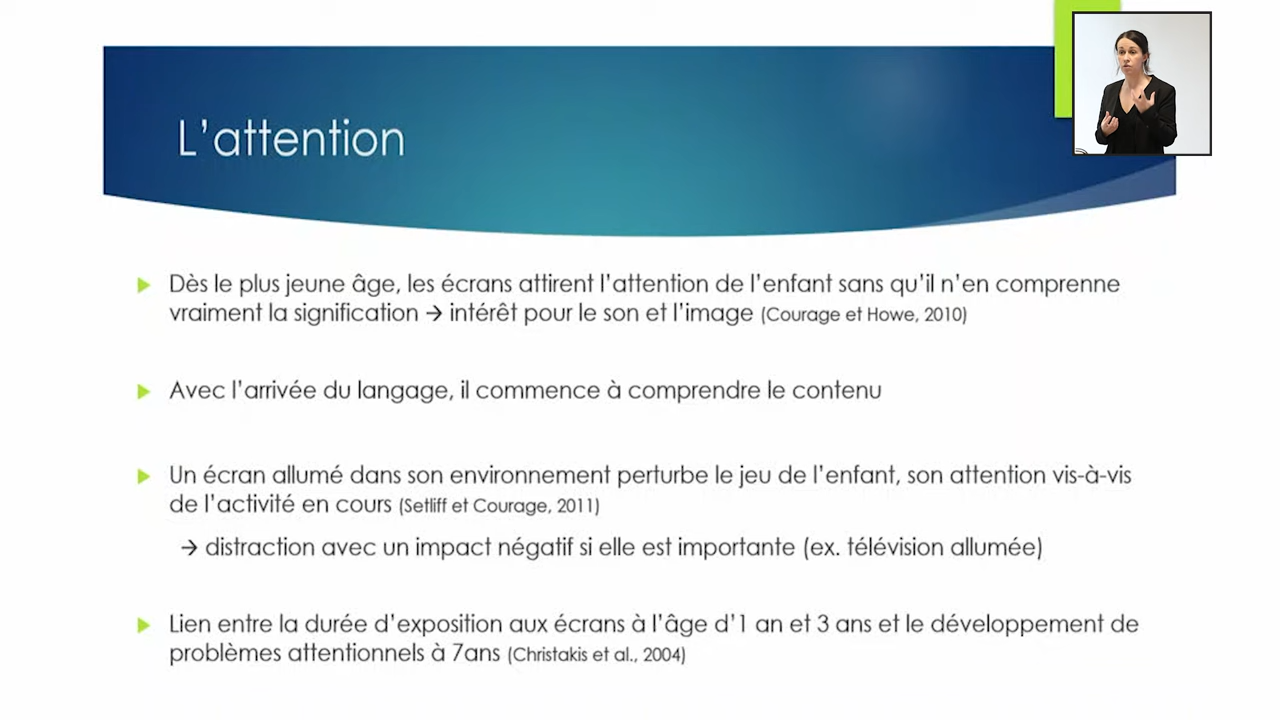 L'attention
Dès le plus jeune âge, les écrans attirent l'attention de l'enfant sans qu'il n'en comprenne
vraiment la signification → intérêt pour le son et l'image (Courage et Howe, 2010)
Avec l'arrivée du langage, il commence à comprendre le contenu
Un écran allumé dans son environnement perturbe le jeu de l'enfant, son attention vis-à-vis
de l'activité en cours (Setliff et Courage, 2011)
→ distraction avec un impact négatif si elle est importante (ex. télévision allumée)
Lien entre la durée d'exposition aux écrans à l'âge d'1 an et 3 ans et le développement de
problèmes attentionnels à 7ans (Christakis et al., 2004)